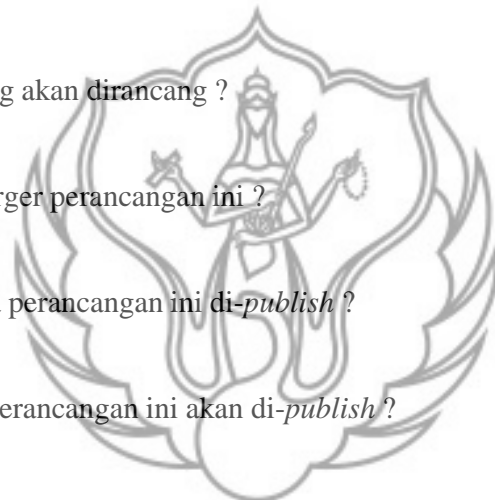 g akan dirancang ?
rger perancangan ini ?
perancangan ini di-publish ?
erancangan ini akan di-publish ?